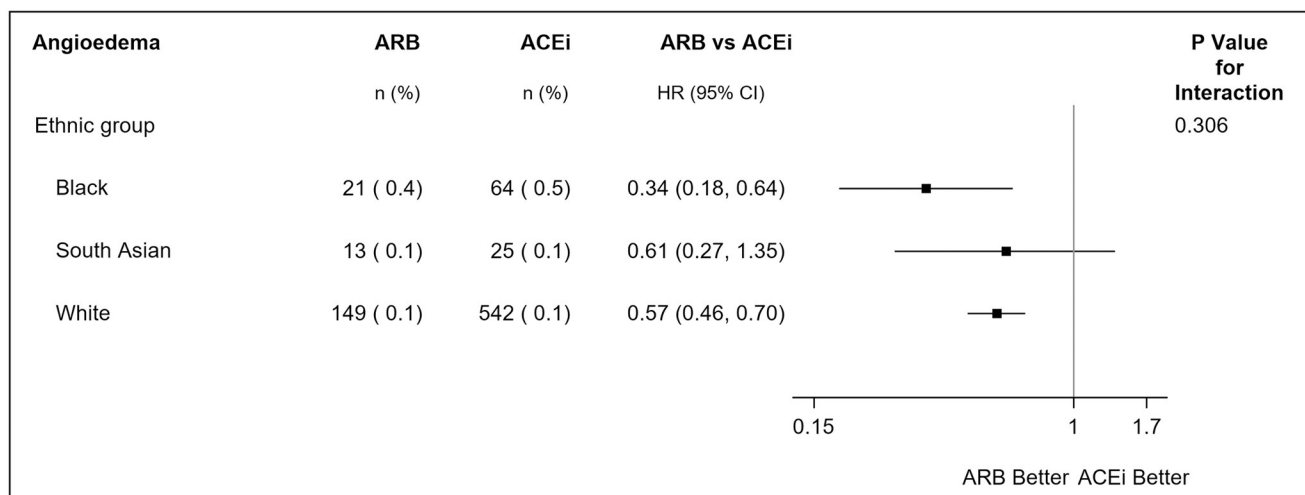 Angioedema ARB ACEi ARB vs ACEi P Value
for
n (%) n (%) HR (95% CI) Interaction
Ethnic group 0.306
Black 21 ( 0.4) 64 ( 0.5) 0.34 (0.18, 0.64)
South Asian 13 ( 0.1) 25 ( 0.1) 0.61 (0.27, 1.35)
White 149 ( 0.1) 542 ( 0.1) 0.57 (0.46, 0.70)
0.15 1 1.7
ARB Better ACEi Better